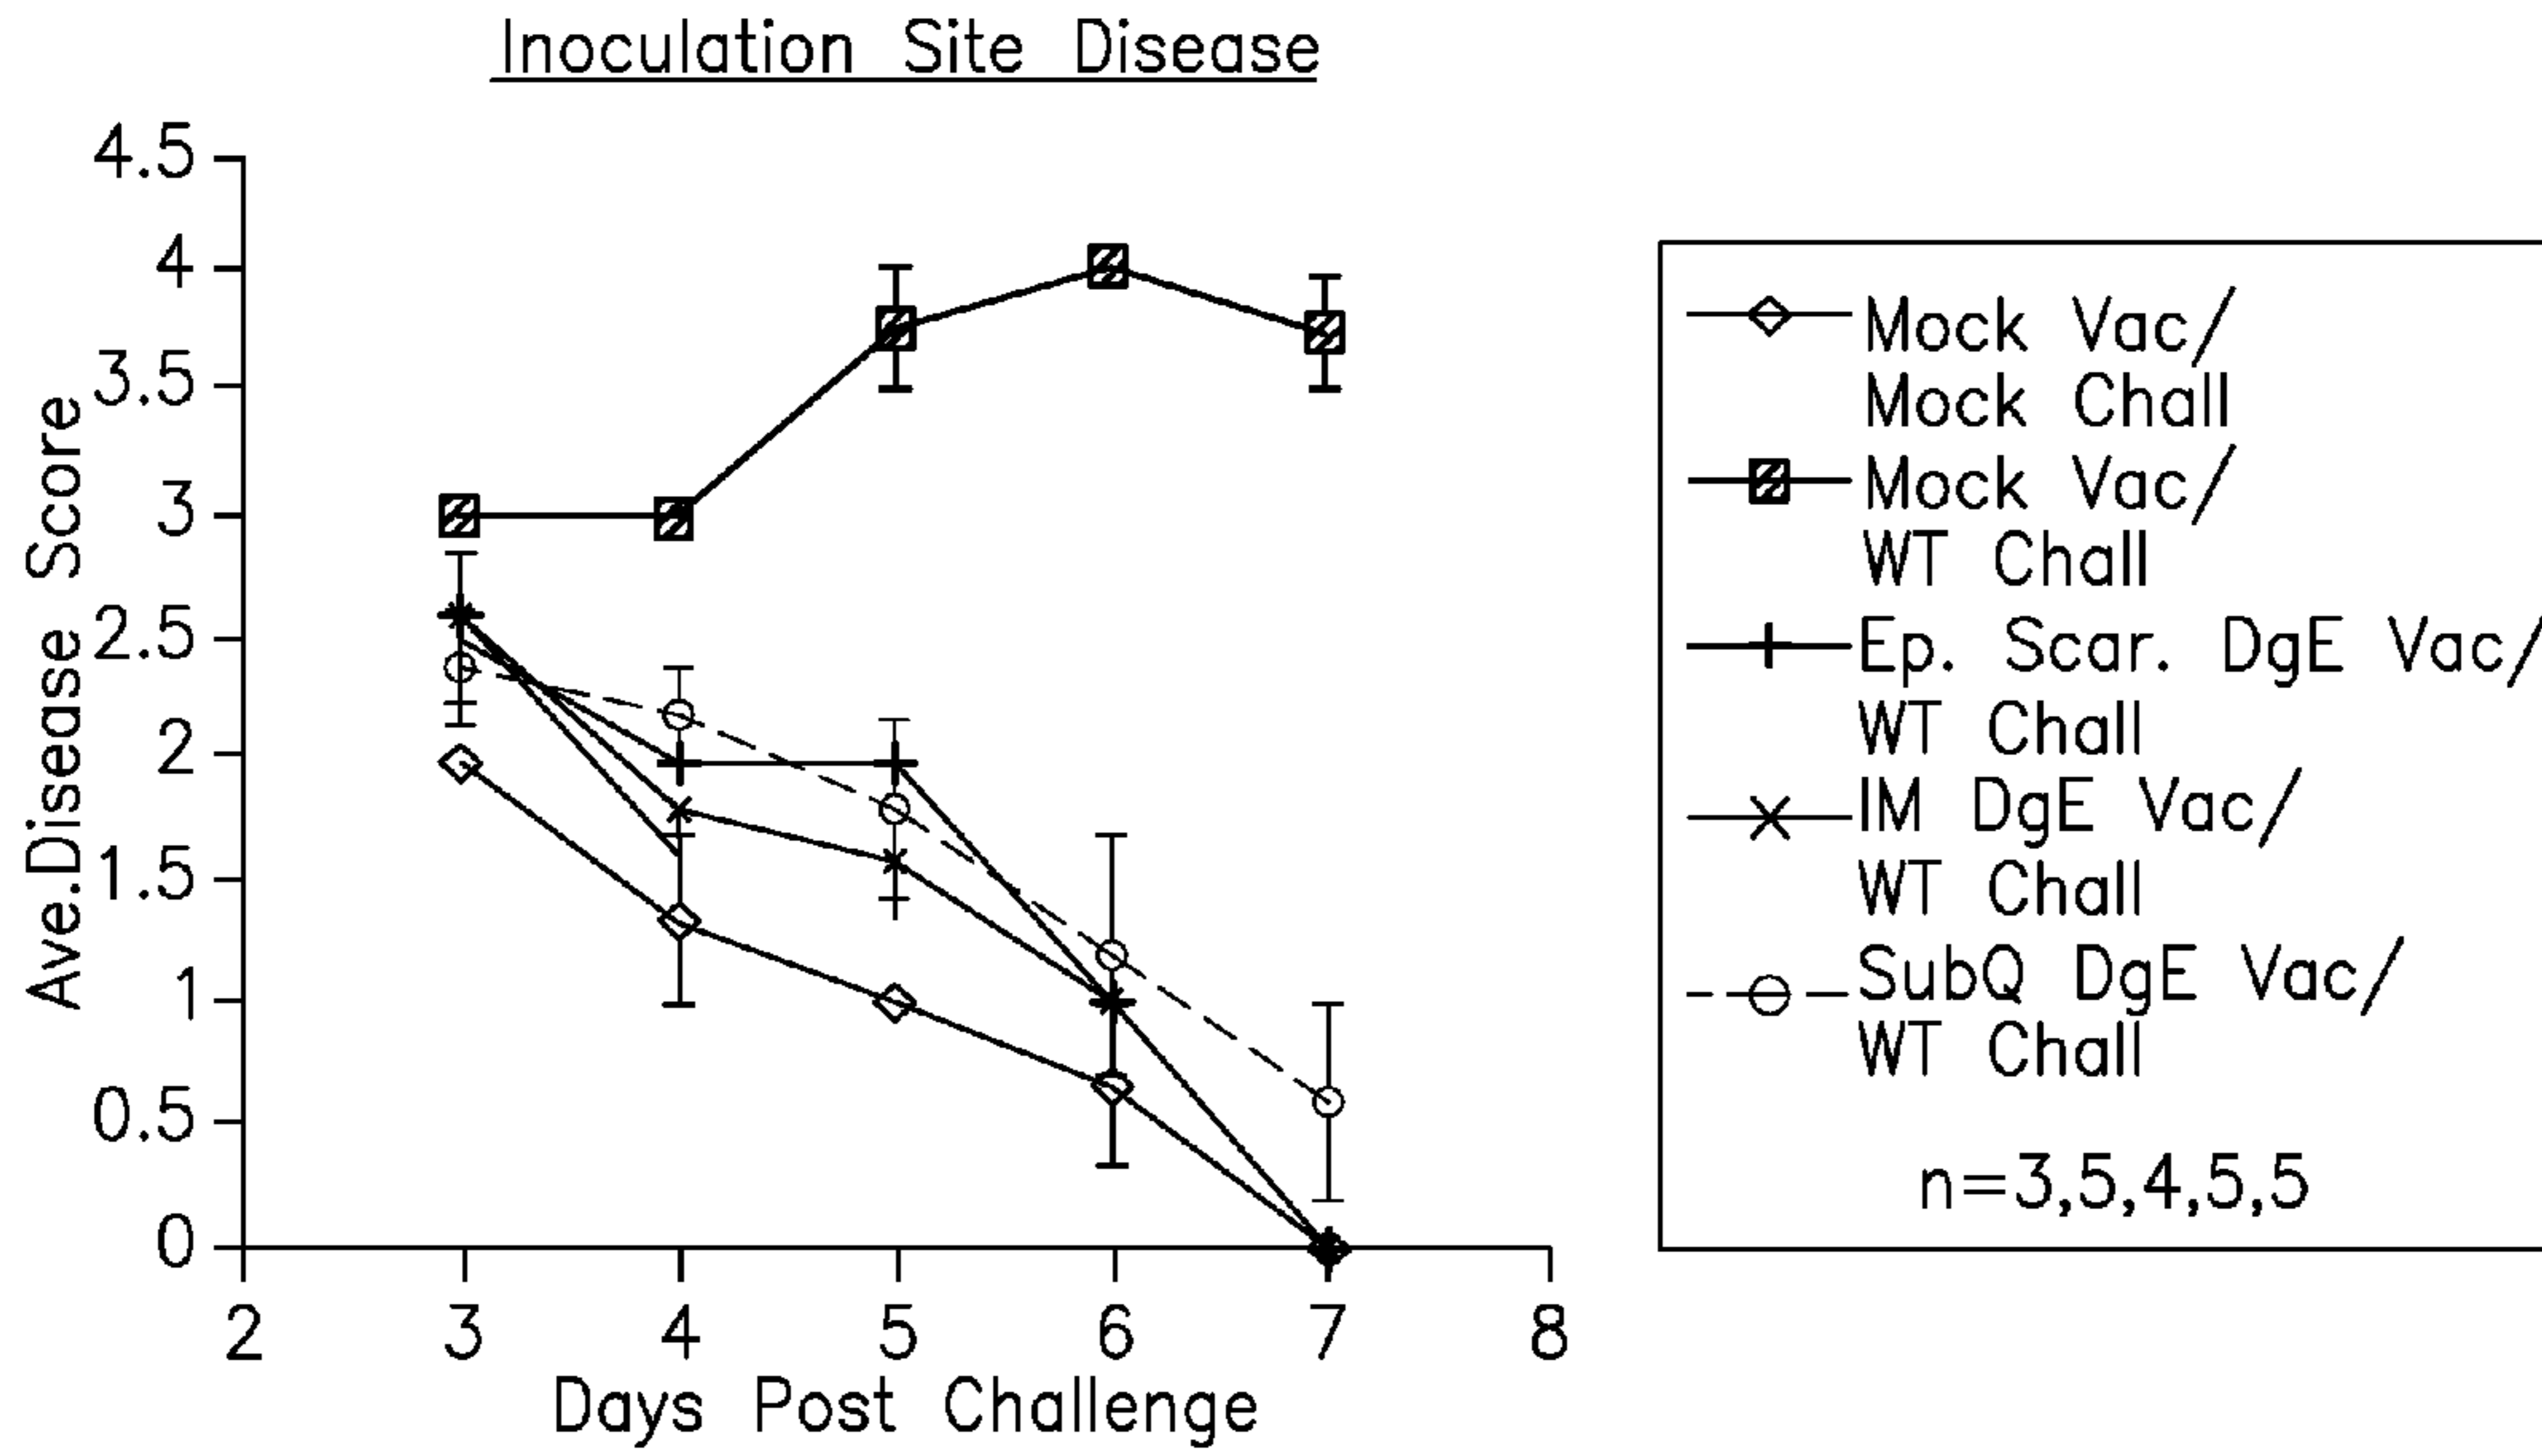 Inoculation Site Disease
Ave.Disease Score
4.5
4
3.5
3
2.5
2
1.5
1
0.5
0
2 3 4 5 6 7 8
Days Post Challenge
Mock Vac/
Mock Chall
Mock Vac/
WT Chall
Ep. Scar. DgE Vac/
WT Chall
IM DgE Vac/
WT Chall
SubQ DgE Vac/
WT Chall
n=3,5,4,5,5